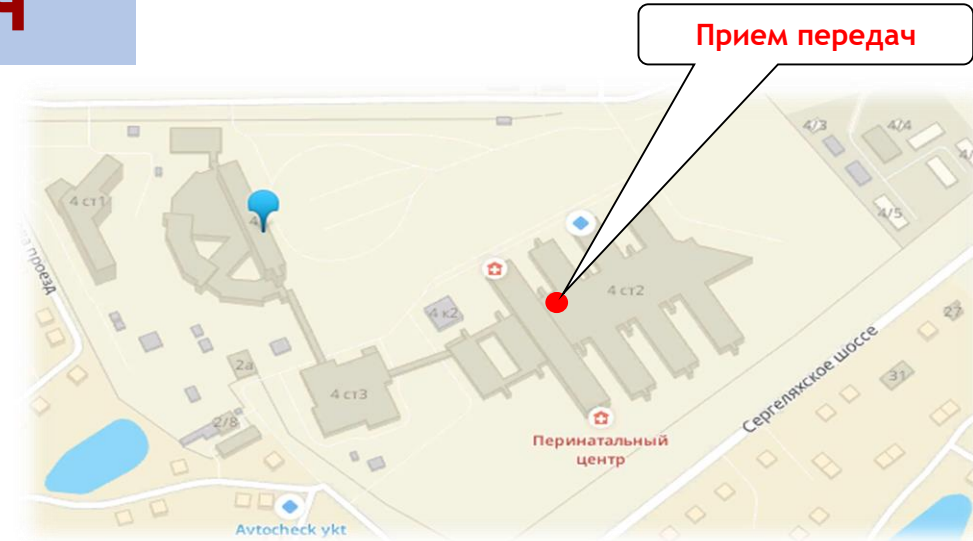 Прием передач
4/3
4/4
4/5
4 ст1
4 ст2
4 к2
27
Сергеляхское шоссе
31
2а
4 ст3
2/8
Перинатальный
центр
Avtocheck ykt